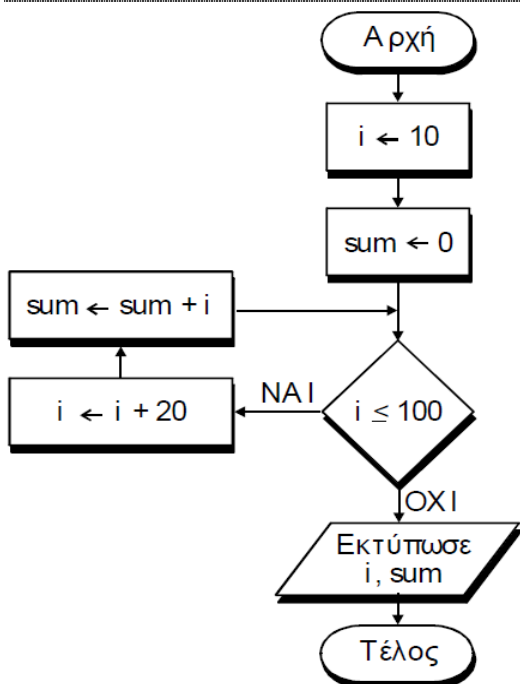 Αρχή
i ← 10
sum ← 0
sum ← sum + i
i ← i + 20
ΝΑΙ
i ≤ 100
ΟΧΙ
Εκτύπωσε
i , sum
Τέλος